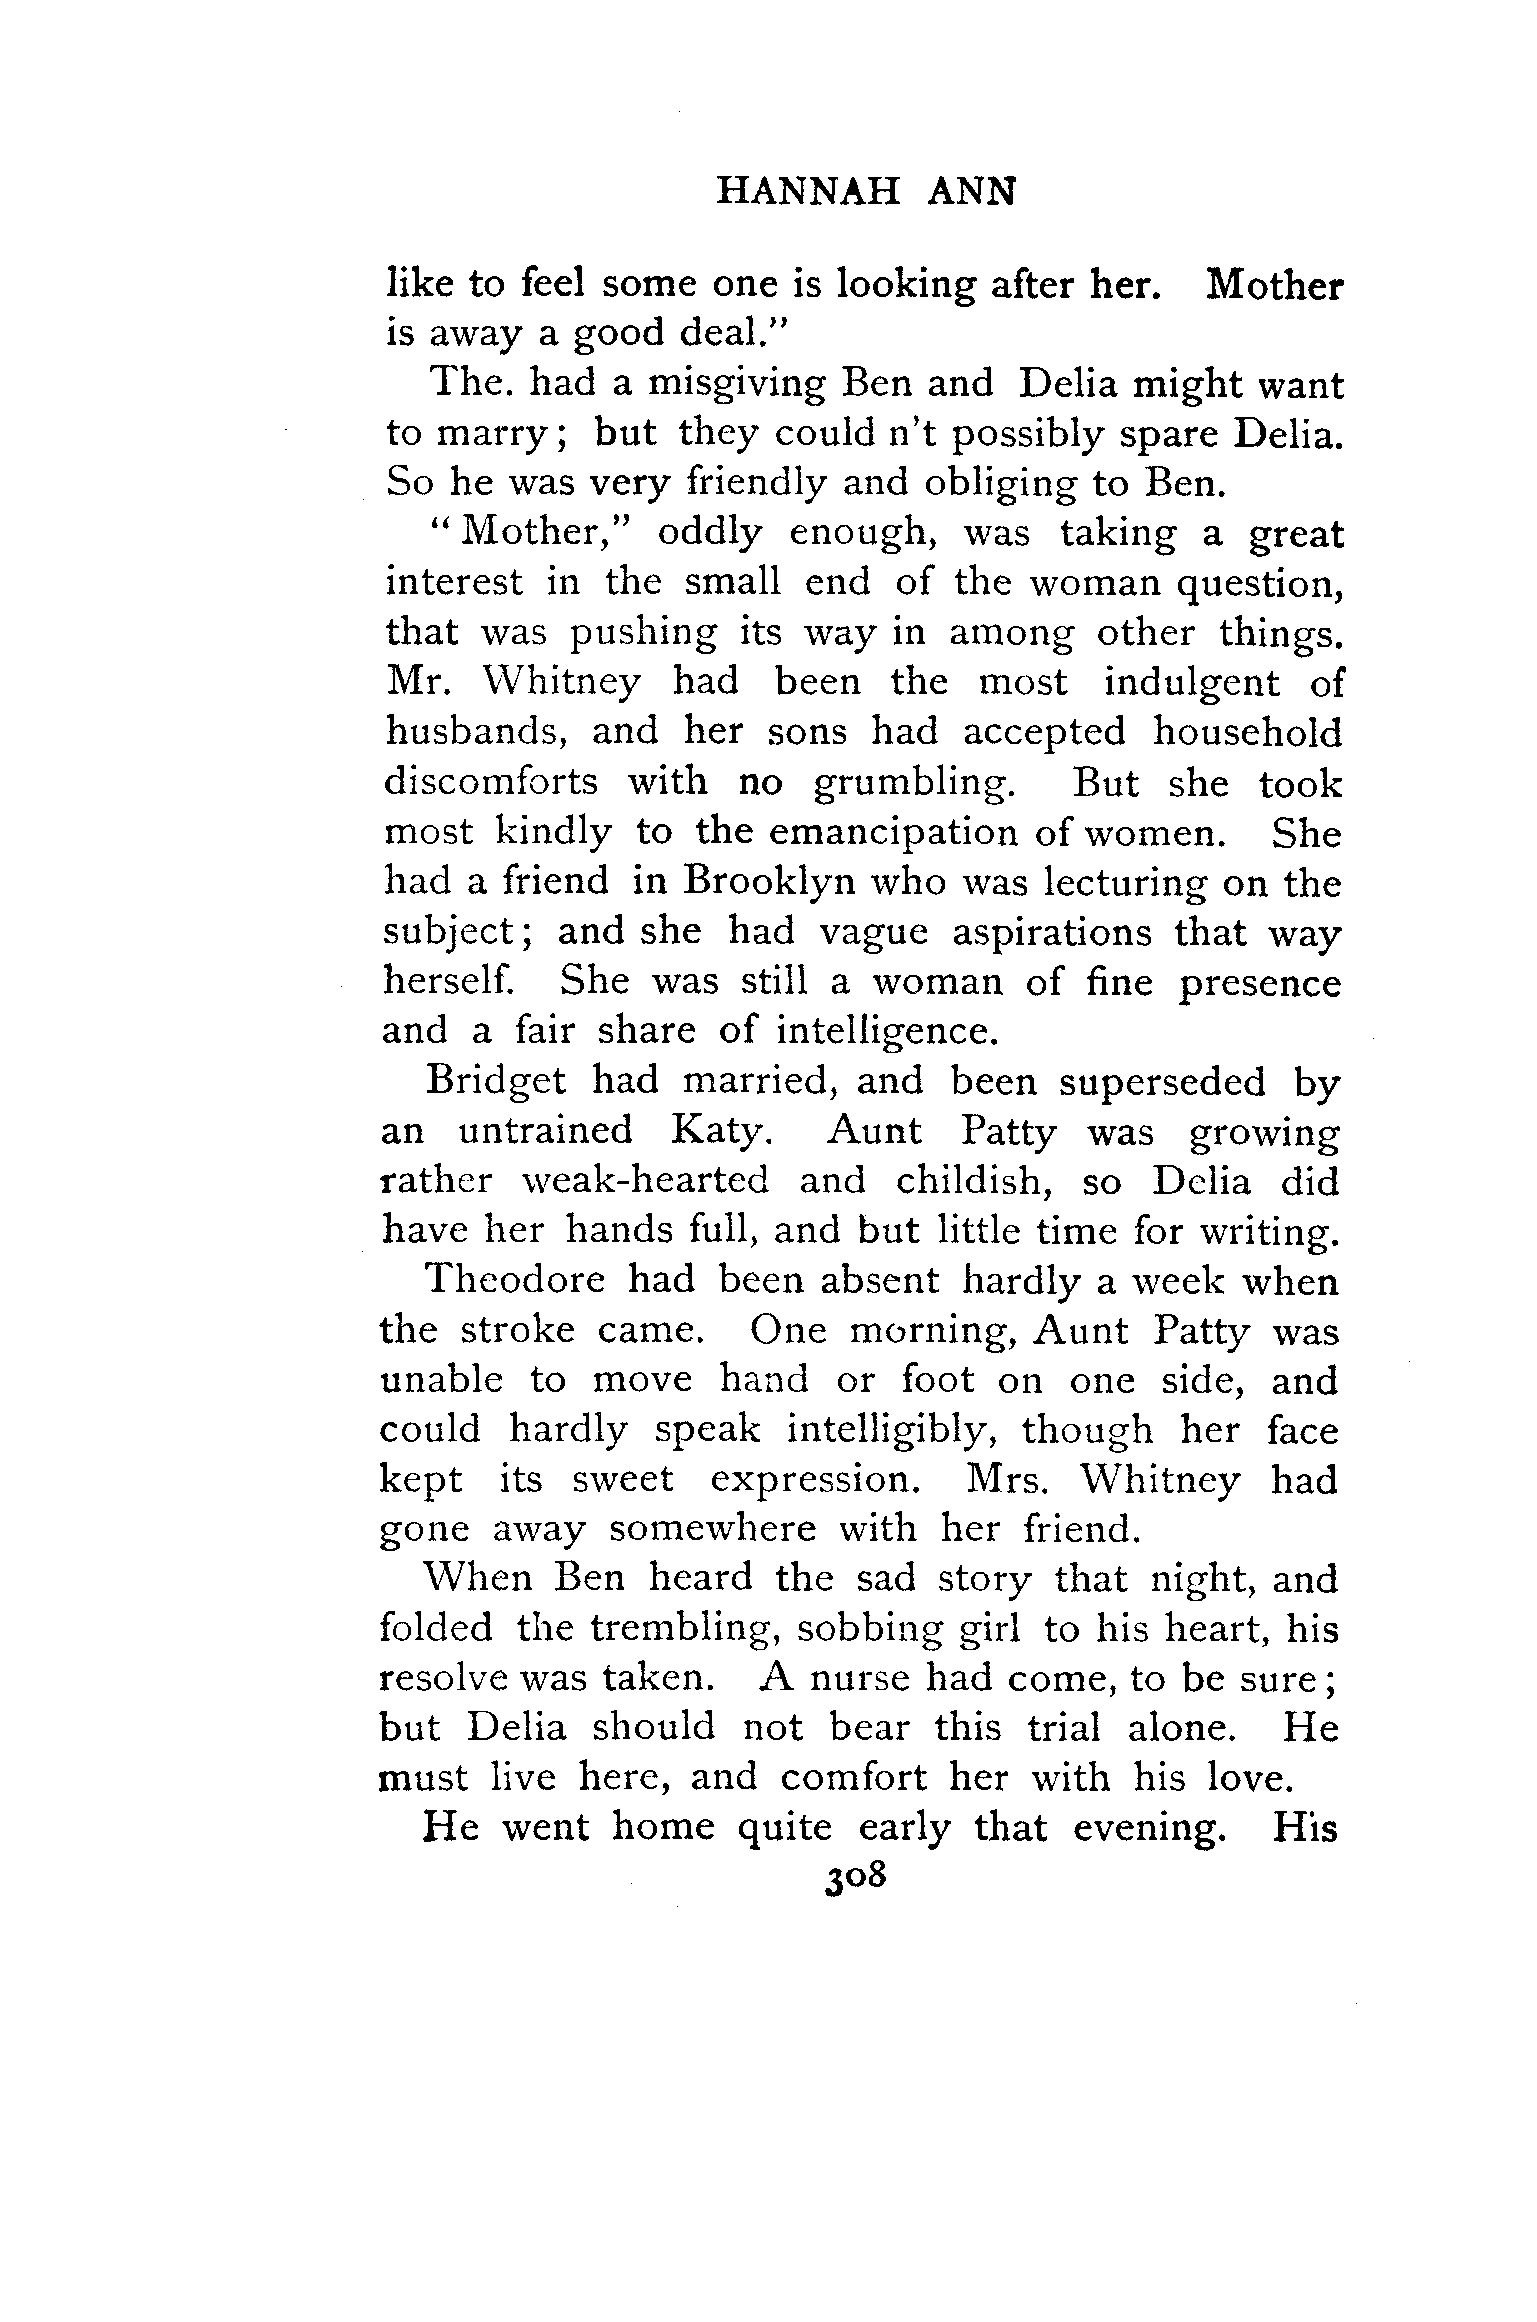 HANNAH ANN
like to feel some one is looking after her. Mother
is away a good deal."
The. had a misgiving Ben and Delia might want
to marry; but they could n't possibly spare Delia.
So he was very friendly and obliging to Ben.
"Mother," oddly enough, was taking a great
interest in the small end of the woman question,
that was pushing its way in among other things.
Mr. Whitney had been the most indulgent of
husbands, and her sons had accepted household
discomforts with no grumbling. But she took
most kindly to the emancipation of women. She
had a friend in Brooklyn who was lecturing on the
subject; and she had vague aspirations that way
herself. She was still a woman of fine presence
and a fair share of intelligence.
Bridget had married, and been superseded by
an untrained Katy. Aunt Patty was growing
rather weak-hearted and childish, so Delia did
have her hands full, and but little time for writing.
Theodore had been absent hardly a week when
the stroke came. One morning, Aunt Patty was
unable to move hand or foot on one side, and
could hardly speak intelligibly, though her face
kept its sweet expression. Mrs. Whitney had
gone away somewhere with her friend.
When Ben heard the sad story that night, and
folded the trembling, sobbing girl to his heart, his
resolve was taken. A nurse had come, to be sure;
but Delia should not bear this trial alone. He
must live here, and comfort her with his love.
He went home quite early that evening. His
308